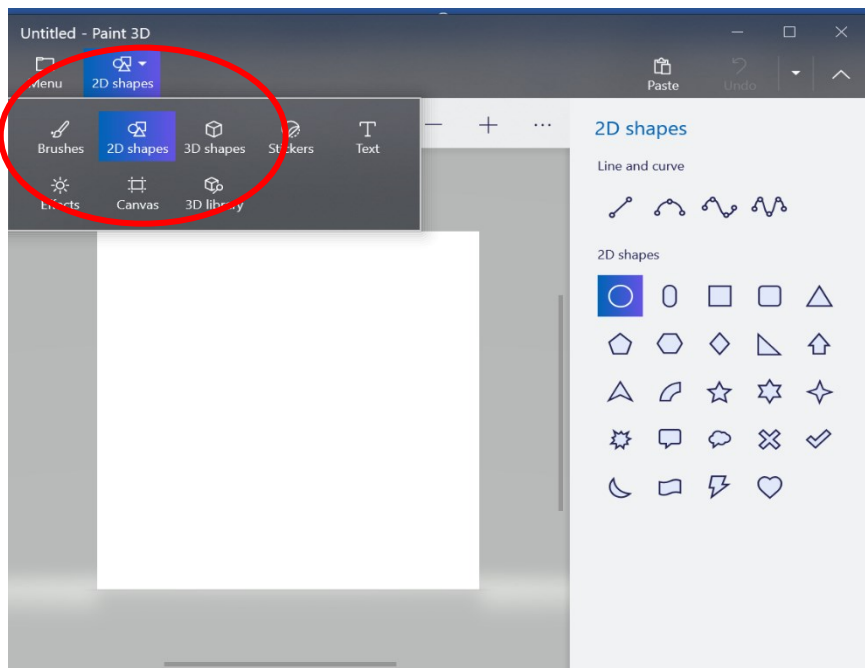 Untitled - Paint 3D
Menu 2D shapes Paste Undo
Brushes 2D shapes 3D shapes Stickers Text
Effects Canvas 3D library
2D shapes
Line and curve
2D shapes